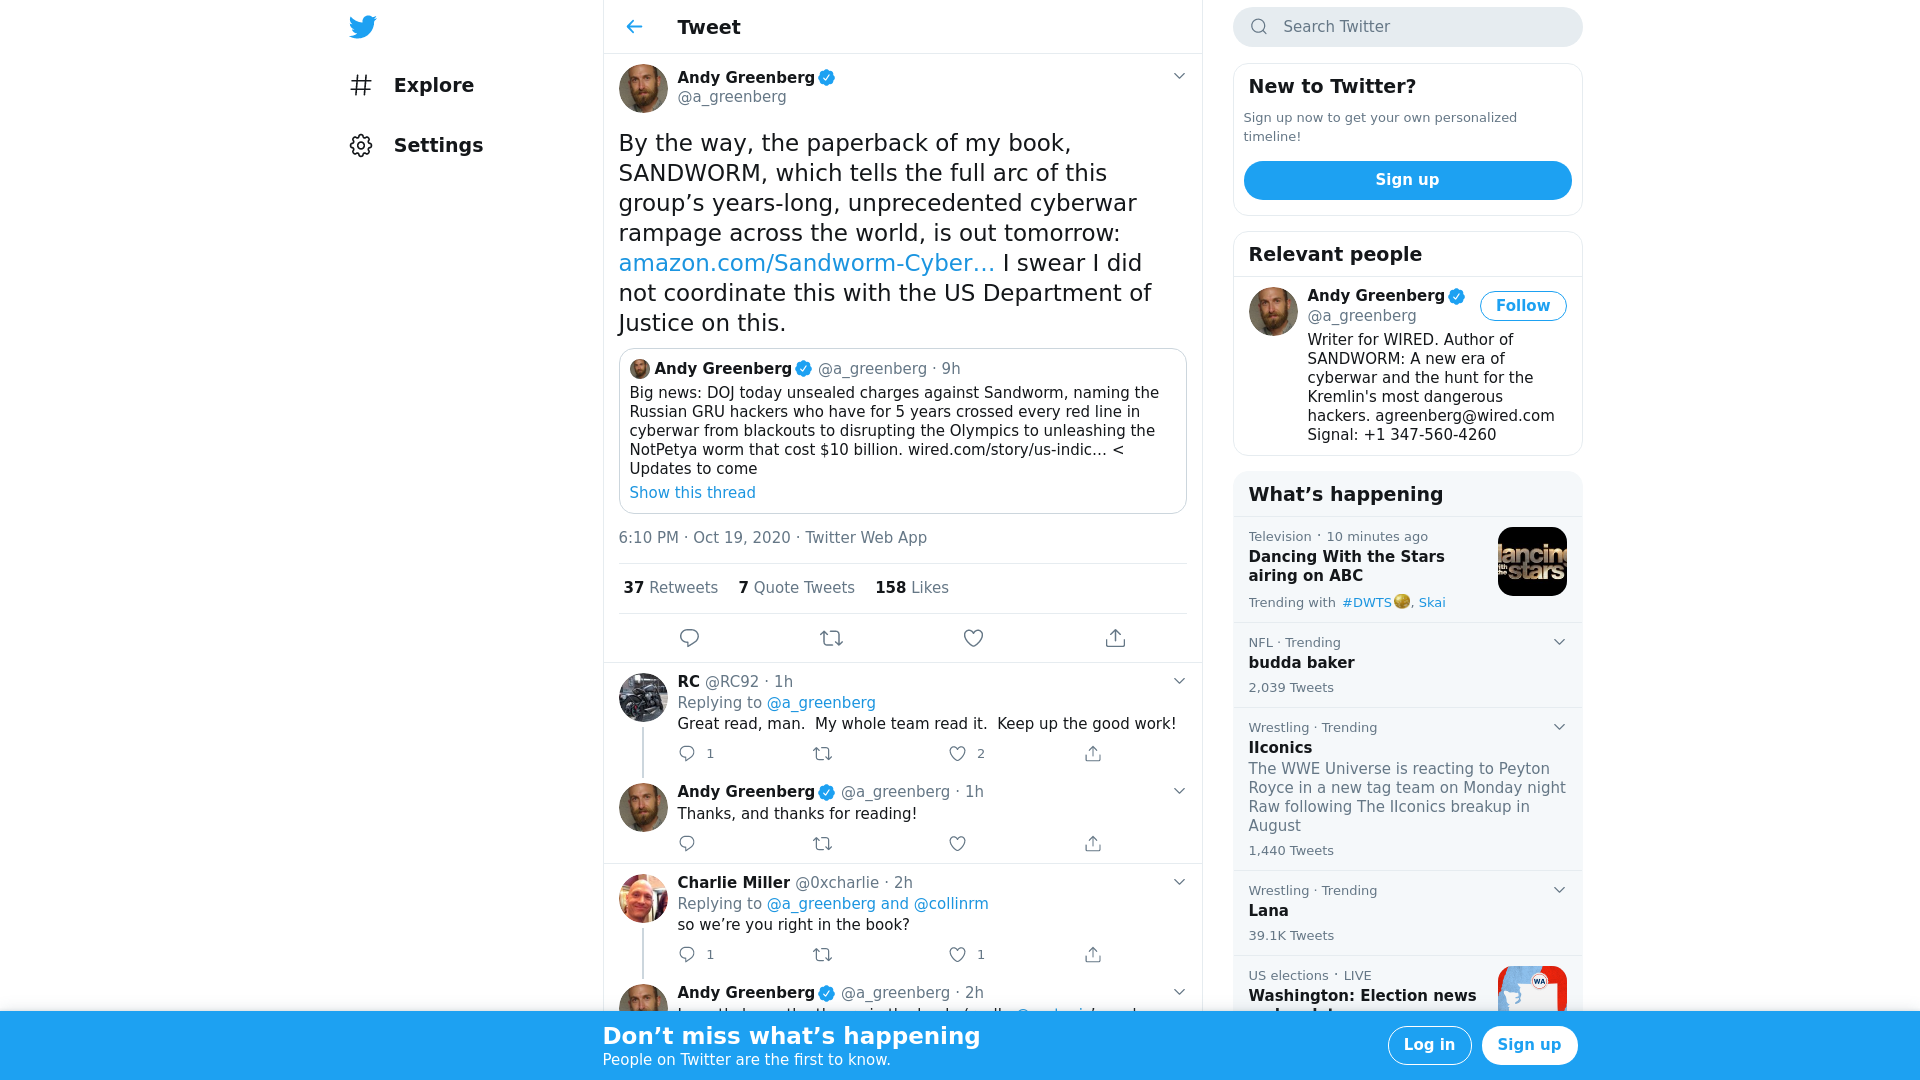 Explore
Settings
Tweet
Andy Greenberg
@a_greenberg
By the way, the paperback of my book,
SANDWORM, which tells the full arc of this
group’s years-long, unprecedented cyberwar
rampage across the world, is out tomorrow:
amazon.com/Sandworm-Cyber… I swear I did
not coordinate this with the US Department of
Justice on this.
Andy Greenberg @a_greenberg · 9h
Big news: DOJ today unsealed charges against Sandworm, naming the
Russian GRU hackers who have for 5 years crossed every red line in
cyberwar from blackouts to disrupting the Olympics to unleashing the
NotPetya worm that cost $10 billion. wired.com/story/us-indic… <
Updates to come
Show this thread
6:10 PM · Oct 19, 2020 · Twitter Web App
37 Retweets 7 Quote Tweets 158 Likes
RC @RC92 · 1h
Replying to @a_greenberg
Great read, man.  My whole team read it.  Keep up the good work!
1 2
Andy Greenberg @a_greenberg · 1h
Thanks, and thanks for reading!
Charlie Miller @0xcharlie · 2h
Replying to @a_greenberg and @collinrm
so we’re you right in the book?
1 1
Andy Greenberg @a_greenberg · 2h
Search Twitter
New to Twitter?
Sign up now to get your own personalized
timeline!
Sign up
Relevant people
Andy Greenberg
@a_greenberg
Follow
Writer for WIRED. Author of
SANDWORM: A new era of
cyberwar and the hunt for the
Kremlin's most dangerous
hackers. agreenberg@wired.com
Signal: +1 347-560-4260
What’s happening
Television · 10 minutes ago
Dancing With the Stars
airing on ABC
Trending with #DWTS, Skai
dancing
with the
stars
NFL · Trending
budda baker
2,039 Tweets
Wrestling · Trending
IIconics
The WWE Universe is reacting to Peyton
Royce in a new tag team on Monday night
Raw following The IIconics breakup in
August
1,440 Tweets
Wrestling · Trending
Lana
39.1K Tweets
US elections · LIVE
Washington: Election news
WA
Don’t miss what’s happening
People on Twitter are the first to know.
Log in
Sign up